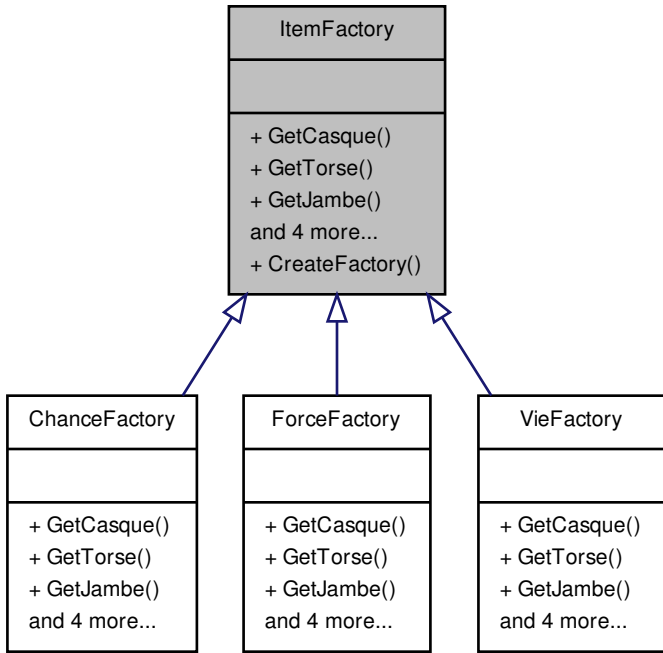 ItemFactory
+ GetCasque()
+ GetTorse()
+ GetJambe()
and 4 more...
+ CreateFactory()
ChanceFactory
+ GetCasque()
+ GetTorse()
+ GetJambe()
and 4 more...
ForceFactory
+ GetCasque()
+ GetTorse()
+ GetJambe()
and 4 more...
VieFactory
+ GetCasque()
+ GetTorse()
+ GetJambe()
and 4 more...